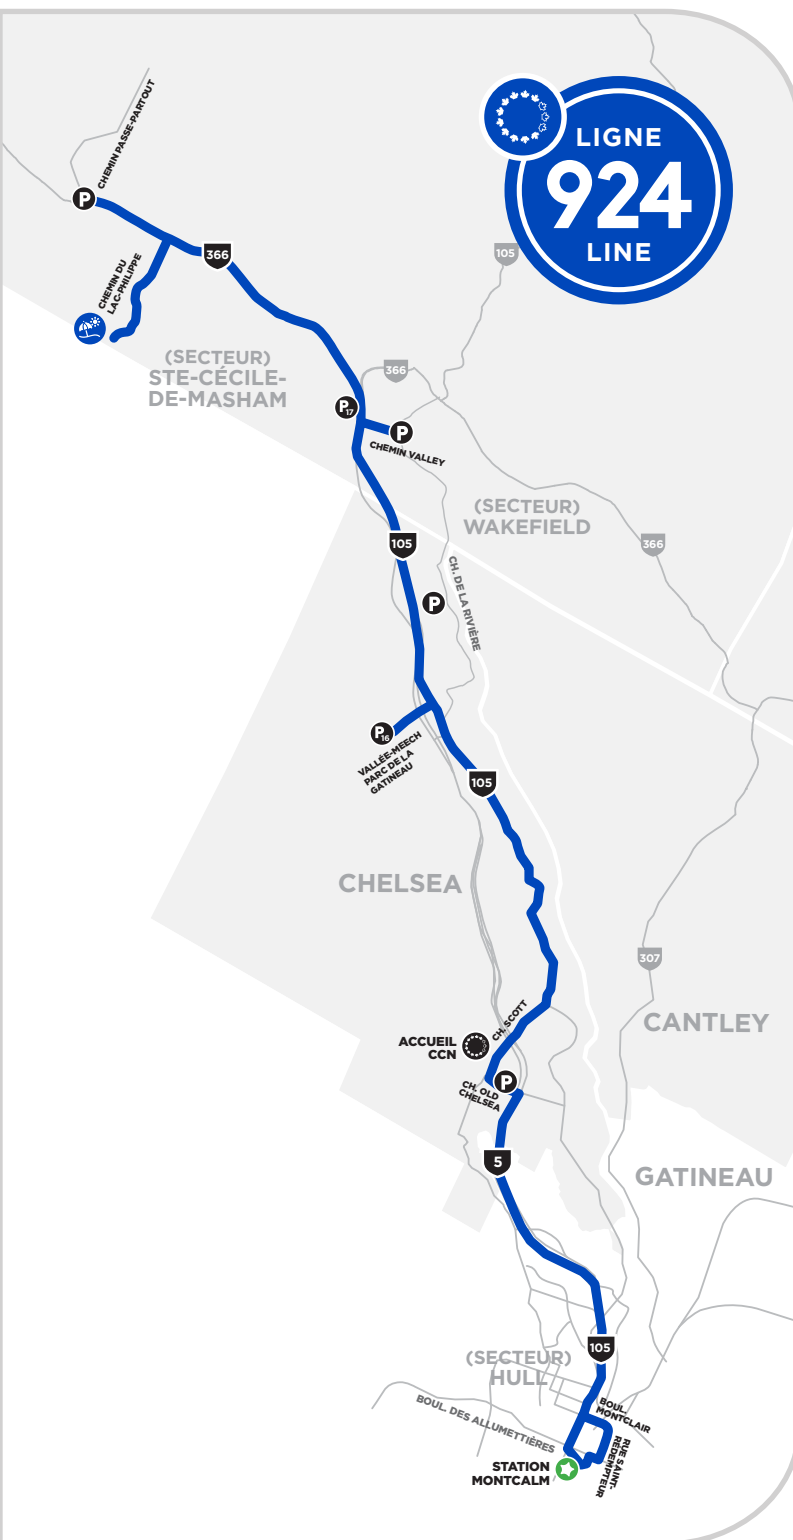 LIGNE
924
LINE
CHEMIN PASSE-PARTOUT
P
366
105
CHEMIN DU
LAC-PHILIPPE
(SECTEUR)
STE-CÉCILE-
DE-MASHAM
366
P17
P
CHEMIN VALLEY
(SECTEUR)
WAKEFIELD
105
366
CH. DE LA RIVIÈRE
P
P16
VALLÉE-MEECH
PARC DE LA
GATINEAU
105
CHELSEA
307
CANTLEY
CH. SCOTT
ACCUEIL
CCN
P
CH. OLD
CHELSEA
5
GATINEAU
105
(SECTEUR)
HULL
BOUL.
MONTCLAIR
BOUL. DES ALLUMETTIÈRES
RUE SAINT-
RÉDEMPTEUR
STATION
MONTCALM